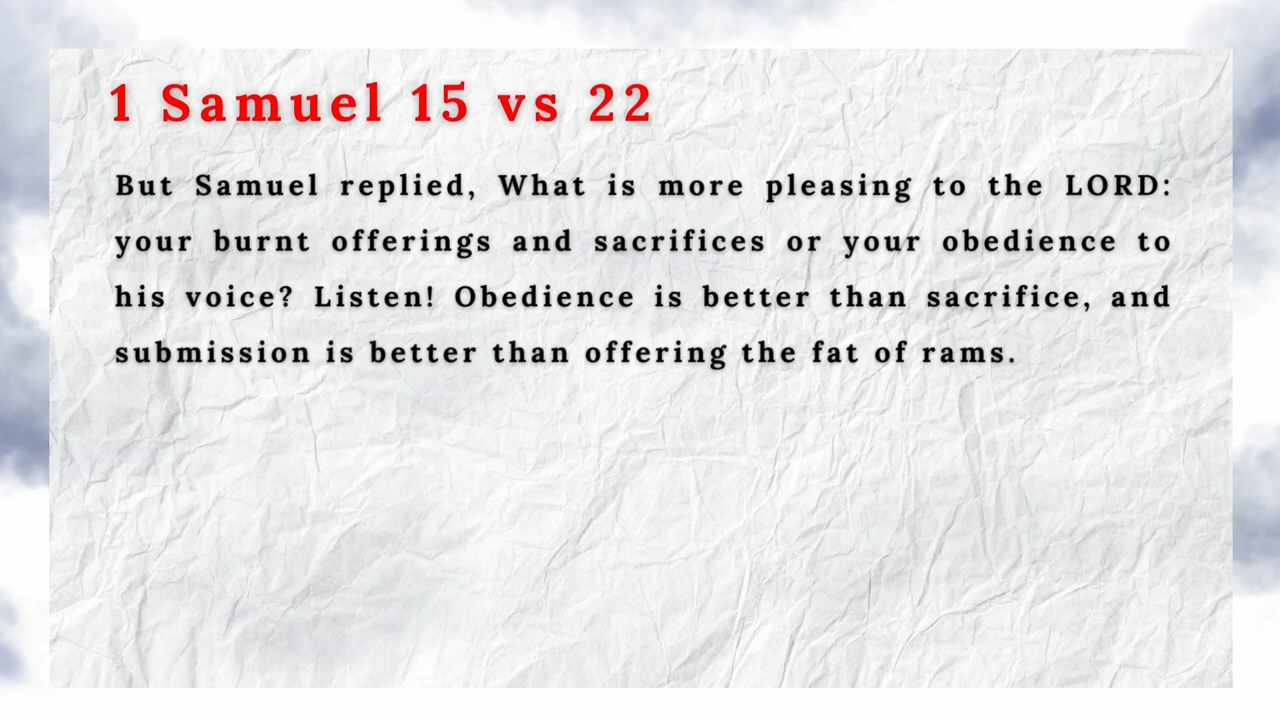 1 Samuel 15 vs 22
But Samuel replied, What is more pleasing to the LORD:
your burnt offerings and sacrifices or your obedience to
his voice? Listen! Obedience is better than sacrifice, and
submission is better than offering the fat of rams.